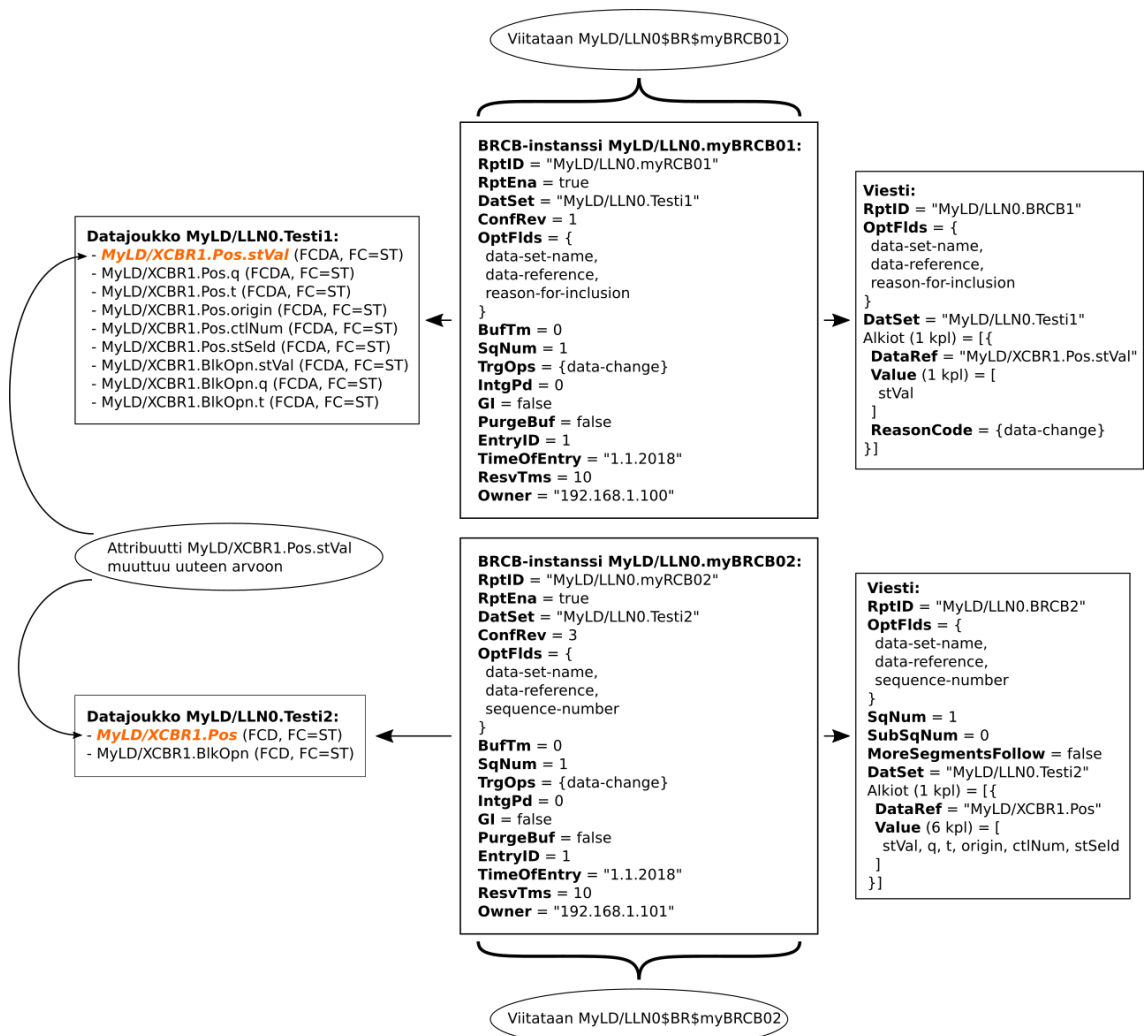 Viitataan MyLD/LLN0$BR$myBRCB01
BRCB-instanssi MyLD/LLN0.myBRCB01:
RptID = "MyLD/LLN0.myRCB01"
RptEna = true
DatSet = "MyLD/LLN0.Testi1"
ConfRev = 1
OptFlds = {
data-set-name,
data-reference,
reason-for-inclusion
}
BufTm = 0
SqNum = 1
TrgOps = {data-change}
IntgPd = 0
GI = false
PurgeBuf = false
EntryID = 1
TimeOfEntry = "1.1.2018"
ResvTms = 10
Owner = "192.168.1.100"
Datajoukko MyLD/LLN0.Testi1:
- MyLD/XCBR1.Pos.stVal (FCDA, FC=ST)
- MyLD/XCBR1.Pos.q (FCDA, FC=ST)
- MyLD/XCBR1.Pos.t (FCDA, FC=ST)
- MyLD/XCBR1.Pos.origin (FCDA, FC=ST)
- MyLD/XCBR1.Pos.ctlNum (FCDA, FC=ST)
- MyLD/XCBR1.Pos.stSeld (FCDA, FC=ST)
- MyLD/XCBR1.BlkOpn.stVal (FCDA, FC=ST)
- MyLD/XCBR1.BlkOpn.q (FCDA, FC=ST)
- MyLD/XCBR1.BlkOpn.t (FCDA, FC=ST)
Viesti:
RptID = "MyLD/LLN0.BRCB1"
OptFlds = {
data-set-name,
data-reference,
reason-for-inclusion
}
DatSet = "MyLD/LLN0.Testi1"
Alkiot (1 kpl) = [{
DataRef = "MyLD/XCBR1.Pos.stVal"
Value (1 kpl) = [
stVal
]
ReasonCode = {data-change}
}]
Attribuutti MyLD/XCBR1.Pos.stVal
muuttuu uuteen arvoon
BRCB-instanssi MyLD/LLN0.myBRCB02:
RptID = "MyLD/LLN0.myRCB02"
RptEna = true
DatSet = "MyLD/LLN0.Testi2"
ConfRev = 3
OptFlds = {
data-set-name,
data-reference,
sequence-number
}
BufTm = 0
SqNum = 1
TrgOps = {data-change}
IntgPd = 0
GI = false
PurgeBuf = false
EntryID = 1
TimeOfEntry = "1.1.2018"
ResvTms = 10
Owner = "192.168.1.101"
Datajoukko MyLD/LLN0.Testi2:
- MyLD/XCBR1.Pos (FCD, FC=ST)
- MyLD/XCBR1.BlkOpn (FCD, FC=ST)
Viesti:
RptID = "MyLD/LLN0.BRCB2"
OptFlds = {
data-set-name,
data-reference,
sequence-number
}
SqNum = 1
SubSqNum = 0
MoreSegmentsFollow = false
DatSet = "MyLD/LLN0.Testi2"
Alkiot (1 kpl) = [{
DataRef = "MyLD/XCBR1.Pos"
Value (6 kpl) = [
stVal, q, t, origin, ctlNum, stSeld
]
}]
Viitataan MyLD/LLN0$BR$myBRCB02